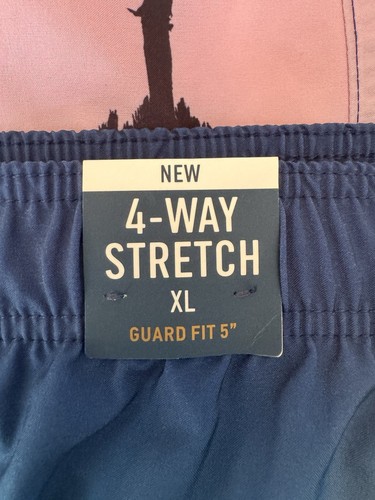 NEW
4-WAY
STRETCH
XL
GUARD FIT 5”